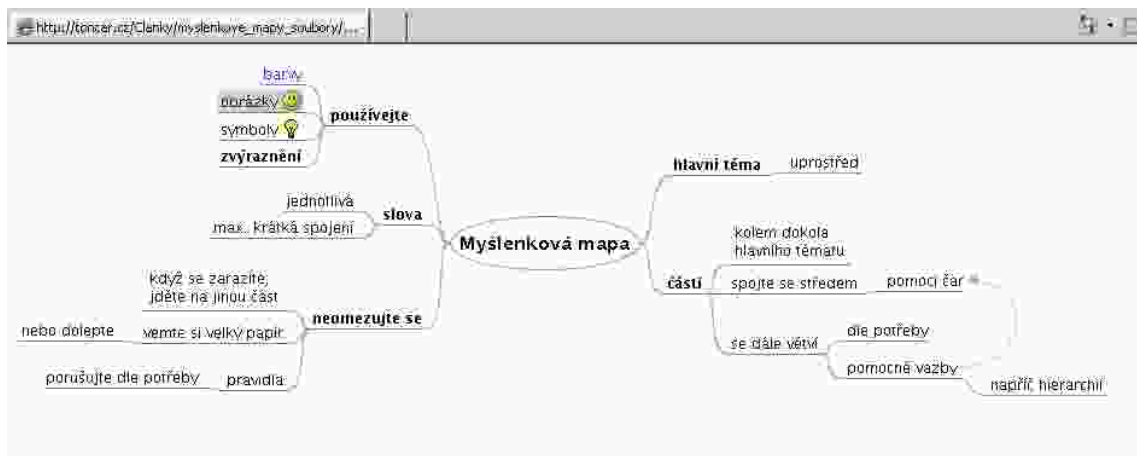 http://toncar.cz/Clanky/myslenkove_mapy_soubory/...
barvy
obrázky
symboly
zvýraznění
používejte
jednotlivá
max. krátká spojení
slova
když se zarazíte,
jděte na jinou část
nebo dolepte
vemte si velký papír
porušujte dle potřeby
pravidla
neomezujte se
Myšlenková mapa
hlavní téma
uprostřed
části
kolem dokola
hlavního tématu
spojte se středem
pomocí čar
se dále větví
dle potřeby
pomocné vazby
napříč hierarchií